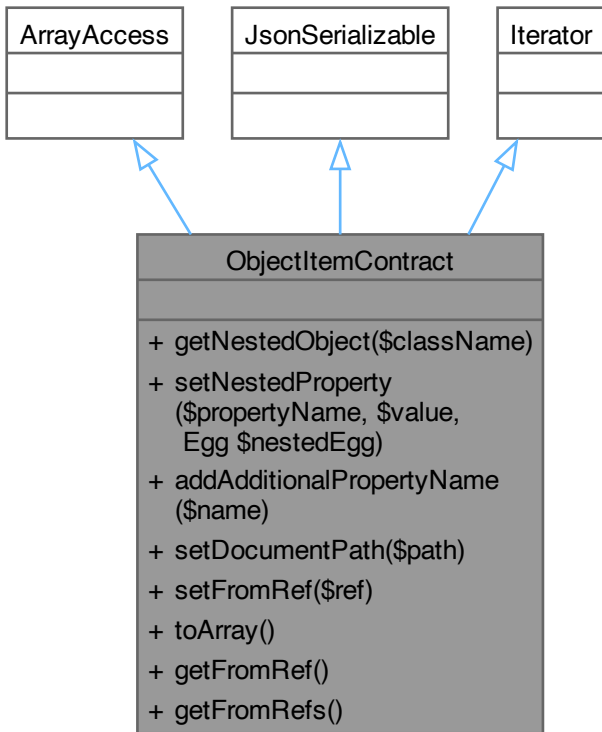 ArrayAccess
JsonSerializable
Iterator
ObjectItemContract
+ getNestedObject($className)
+ setNestedProperty
($propertyName, $value,
Egg $nestedEgg)
+ addAdditionalPropertyName
($name)
+ setDocumentPath($path)
+ setFromRef($ref)
+ toArray()
+ getFromRef()
+ getFromRefs()